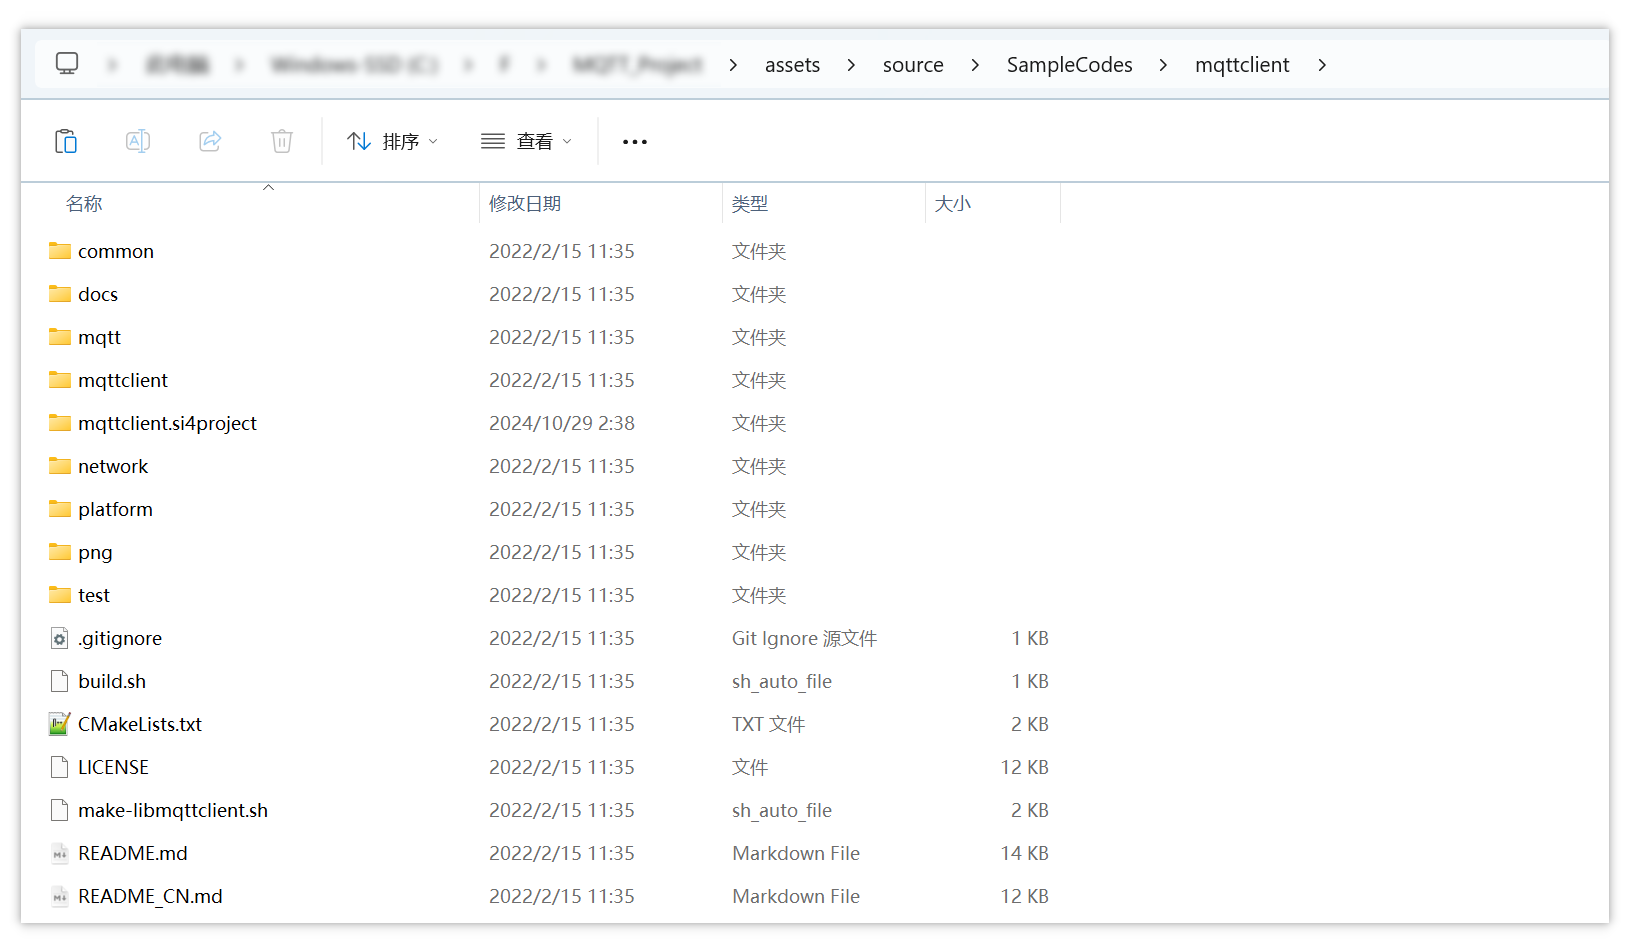 assets > source > SampleCodes > mqttclient >
排序 查看
名称 修改日期 类型 大小
common 2022/2/15 11:35 文件夹
docs 2022/2/15 11:35 文件夹
mqtt 2022/2/15 11:35 文件夹
mqttclient 2022/2/15 11:35 文件夹
mqttclient.si4project 2024/10/29 2:38 文件夹
network 2022/2/15 11:35 文件夹
platform 2022/2/15 11:35 文件夹
png 2022/2/15 11:35 文件夹
test 2022/2/15 11:35 文件夹
.gitignore 2022/2/15 11:35 Git Ignore 源文件 1 KB
build.sh 2022/2/15 11:35 sh_auto_file 1 KB
CMakeLists.txt 2022/2/15 11:35 TXT 文件 2 KB
LICENSE 2022/2/15 11:35 文件 12 KB
make-libmqttclient.sh 2022/2/15 11:35 sh_auto_file 2 KB
README.md 2022/2/15 11:35 Markdown File 14 KB
README_CN.md 2022/2/15 11:35 Markdown File 12 KB